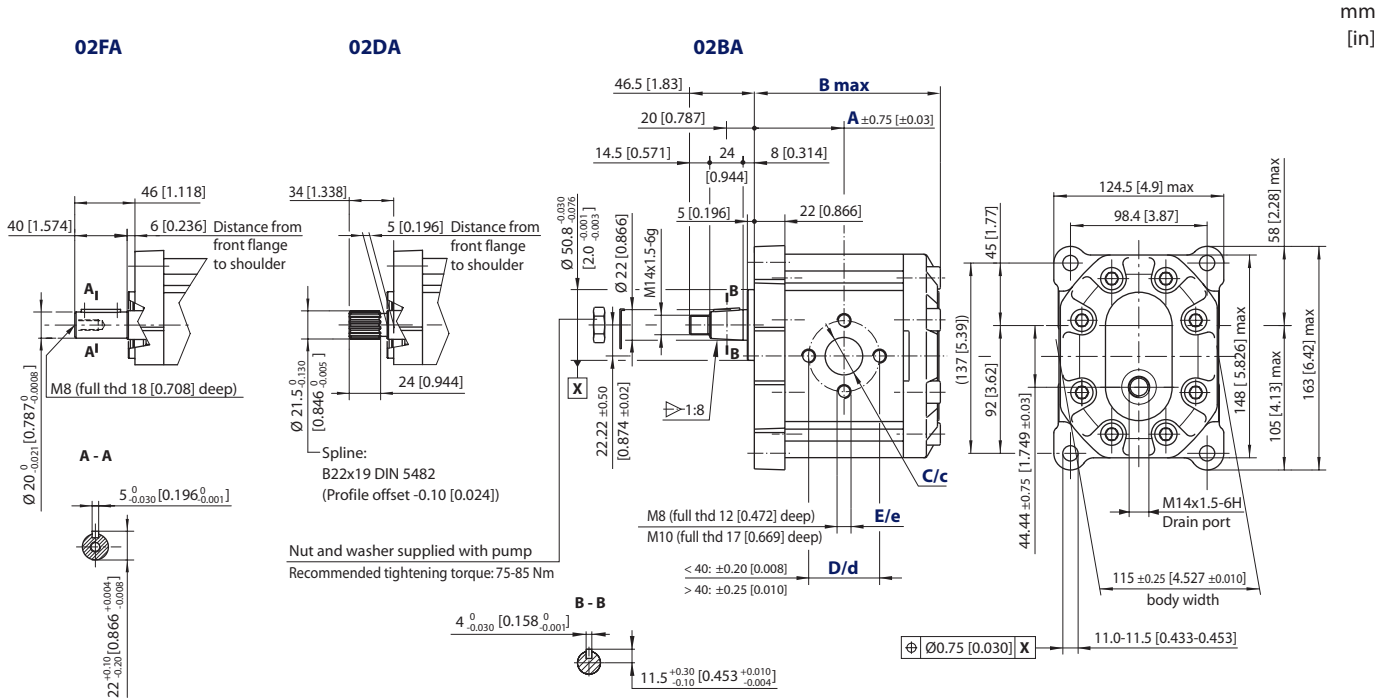 mm
[in]
02FA
02DA
02BA
46.5 [1.83]
B max
20 [0.787]
A ±0.75 [±0.03]
14.5 [0.571]
24
[0.944]
8 [0.314]
5 [0.196]
22 [0.866]
Ø 50.8 -0.030 -0.076
[2.0 -0.001 -0.003]
Ø 22 [0.866]
M14x1.5-6g
B
B
X
22.22 ±0.50
[0.874 ±0.02]
1:8
C/c
M8 (full thd 12 [0.472] deep)
M10 (full thd 17 [0.669] deep)
E/e
< 40: ±0.20 [0.008]
> 40: ±0.25 [0.010]
D/d
46 [1.118]
40 [1.574]
6 [0.236]
Distance from
front flange
to shoulder
A
A
M8 (full thd 18 [0.708] deep)
Ø 20 0 -0.021 [0.787 0 -0.0008]
A - A
5 0 -0.030 [0.196 0 -0.001]
22 +0.10 -0.20 [0.866 +0.004 -0.008]
34 [1.338]
5 [0.196]
Distance from
front flange
to shoulder
Ø 21.5 0 -0.130
[0.846 0 -0.005]
24 [0.944]
Spline:
B22x19 DIN 5482
(Profile offset -0.10 [0.024])
Nut and washer supplied with pump
Recommended tightening torque: 75-85 Nm
B - B
4 0 -0.030 [0.158 0 -0.001]
11.5 +0.30 -0.10 [0.453 +0.010 -0.004]
124.5 [4.9] max
98.4 [3.87]
45 [1.77]
(137 [5.39])
92 [3.62]
44.44 ±0.75 [1.749 ±0.03]
58 [2.28] max
148 [ 5.826] max
105 [4.13] max
163 [6.42] max
M14x1.5-6H
Drain port
115 ±0.25 [4.527 ±0.010]
body width
11.0-11.5 [0.433-0.453]
⌖ Ø0.75 [0.030] X